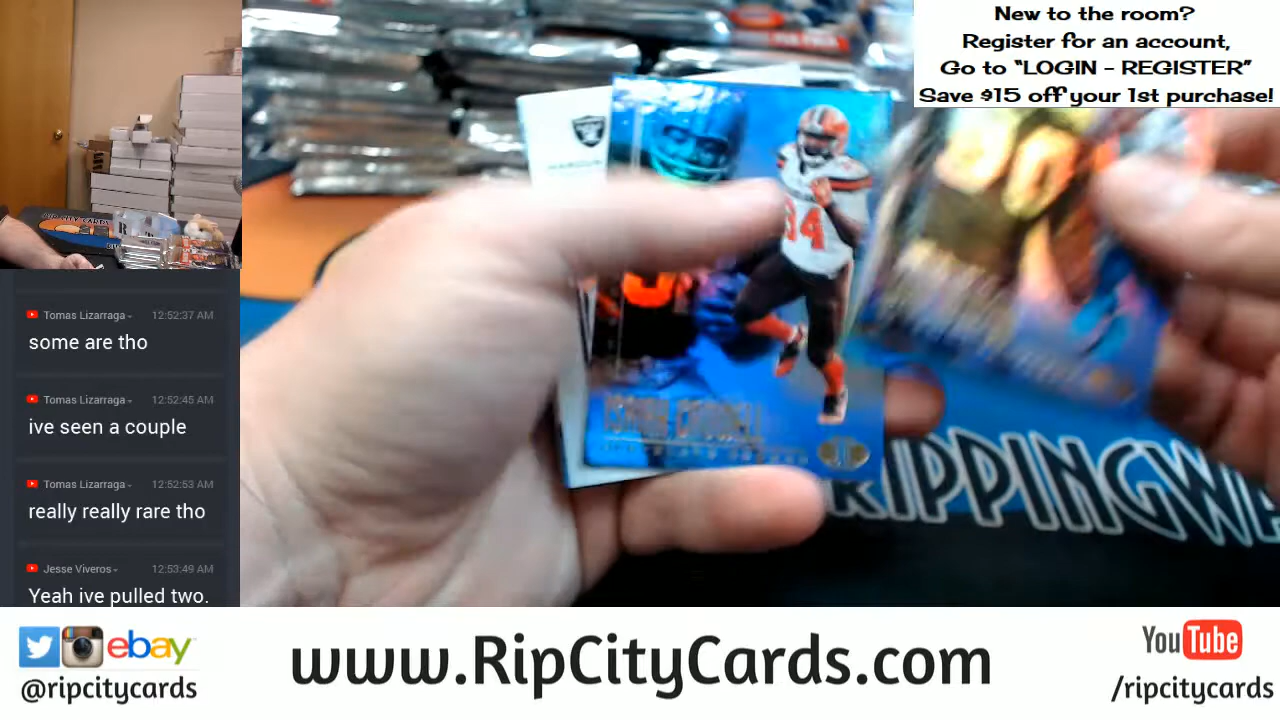 New to the room?
Register for an account,
Go to "LOGIN - REGISTER"
Save $15 off your 1st purchase!
Tomas Lizarraga
12:52:37 AM
some are tho
Tomas Lizarraga
12:52:45 AM
ive seen a couple
Tomas Lizarraga
12:52:53 AM
really really rare tho
Jesse Viveros
12:53:49 AM
Yeah ive pulled two.
34
RIPPINGWA
ebay
@ripcitycards
www.RipCityCards.com
YouTube
/ripcitycards